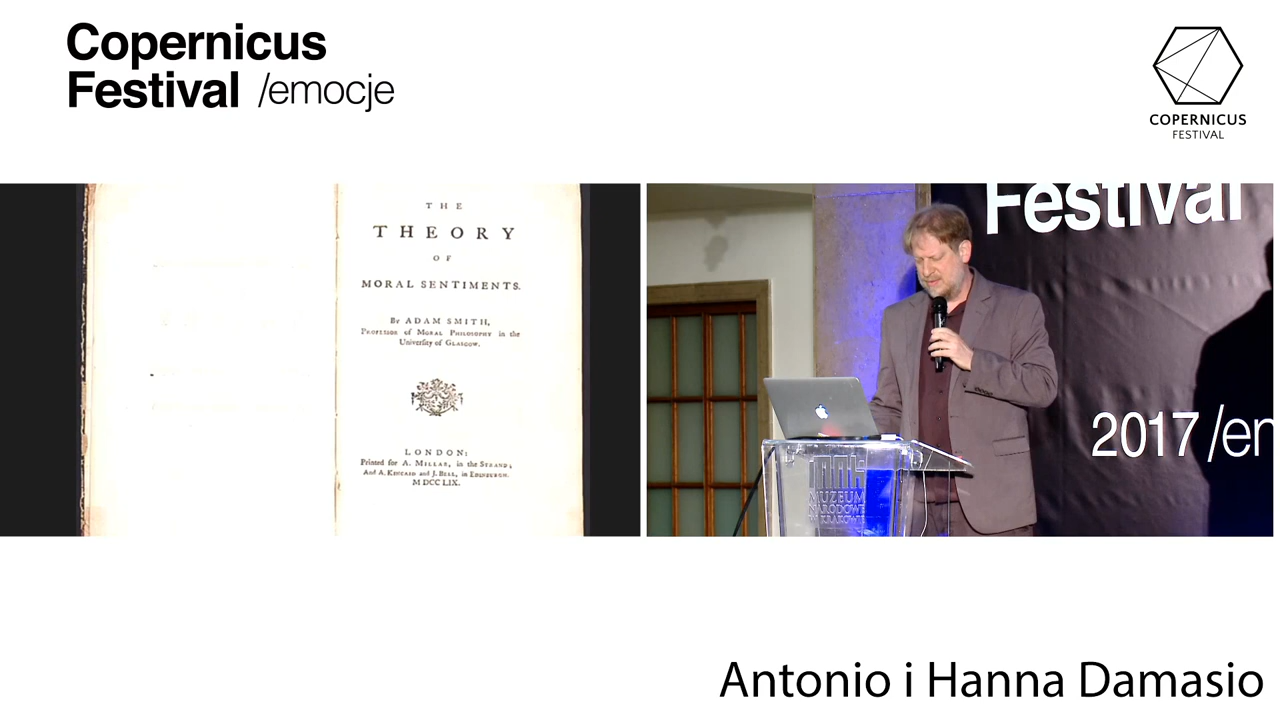 Copernicus
Festival /emocje
COPERNICUS
FESTIVAL
THE
THEORY
OF
MORAL SENTIMENTS.
By ADAM SMITH,
Professor of Moral Philosophy in the
University of Glasgow.
LONDON:
Printed for A. Millar, in the Strand;
And A. Kincaid and J. Bell, in Edinburgh.
M DCC LIX.
Festival
2017 /en
MUZEUM
NARODOWE
W KRAKOWIE
Antonio i Hanna Damasio